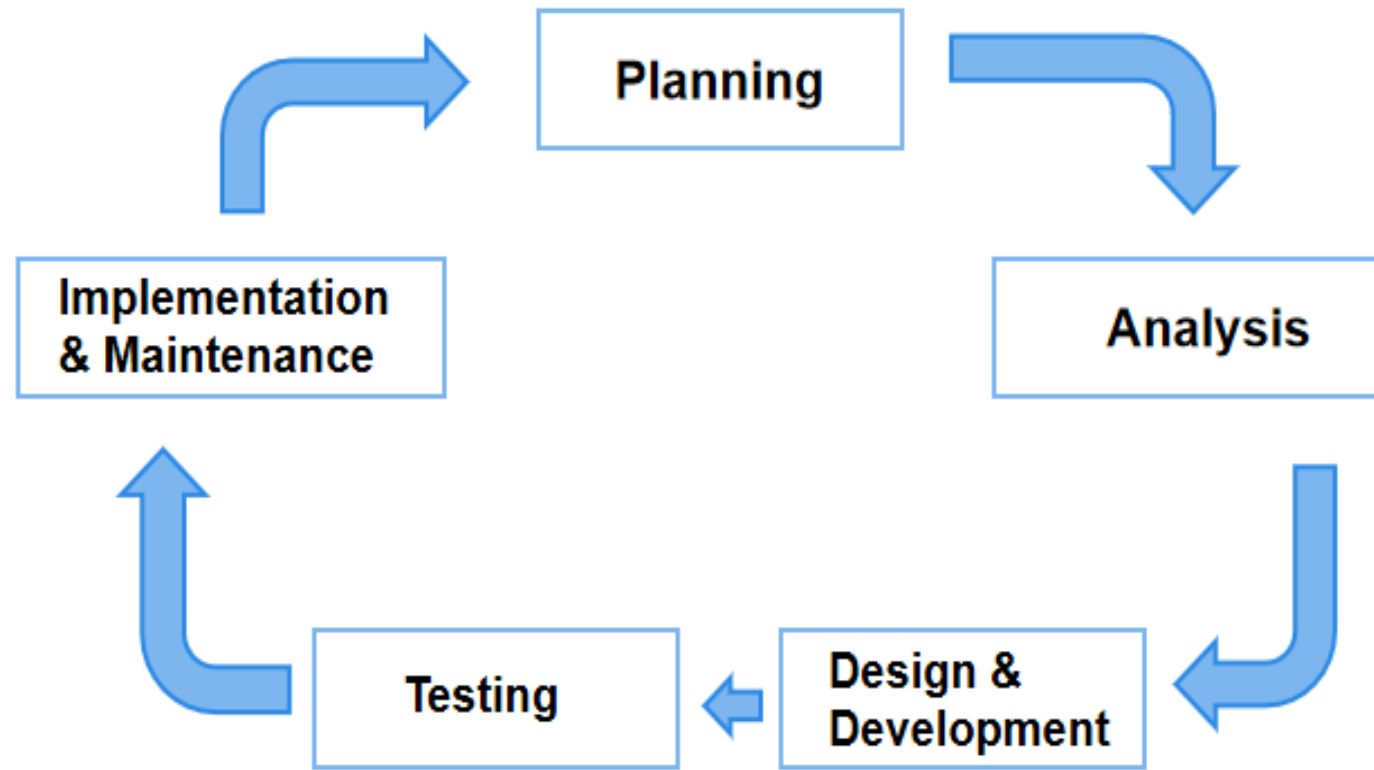 Planning
Analysis
Design &
Development
Testing
Implementation
& Maintenance